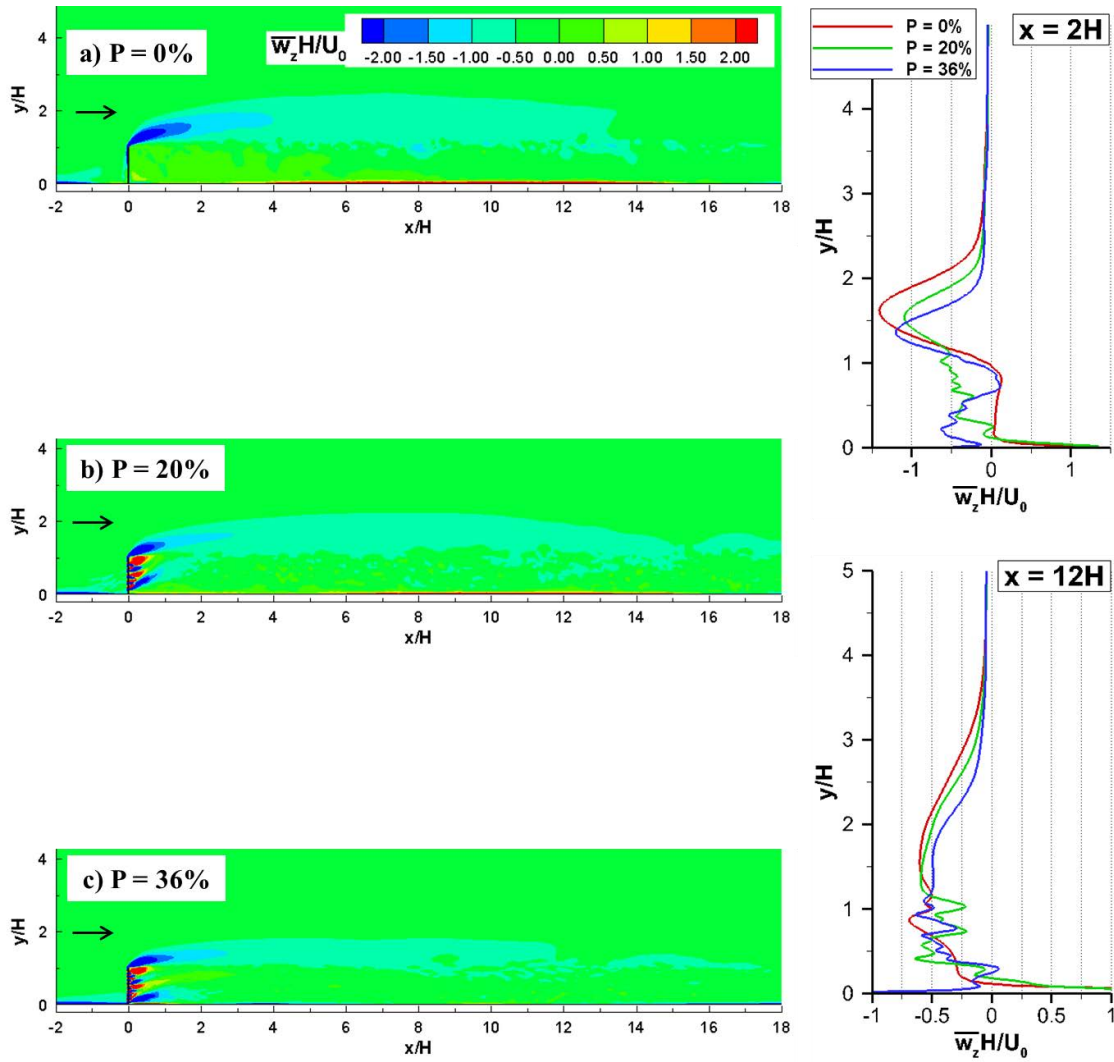 a) P = 0%
w̅_zH/U₀
-2.00 -1.50 -1.00 -0.50 0.00 0.50 1.00 1.50 2.00
y/H
4
2
0
-2 0 2 4 6 8 10 12 14 16 18
x/H
P = 0%
P = 20%
P = 36%
x = 2H
y/H
4
3
2
1
0
-1 0 1
w̅_zH/U₀
b) P = 20%
y/H
4
2
0
-2 0 2 4 6 8 10 12 14 16 18
x/H
x = 12H
y/H
5
4
3
2
1
0
-1 -0.5 0 0.5 1
w̅_zH/U₀
c) P = 36%
y/H
4
2
0
-2 0 2 4 6 8 10 12 14 16 18
x/H